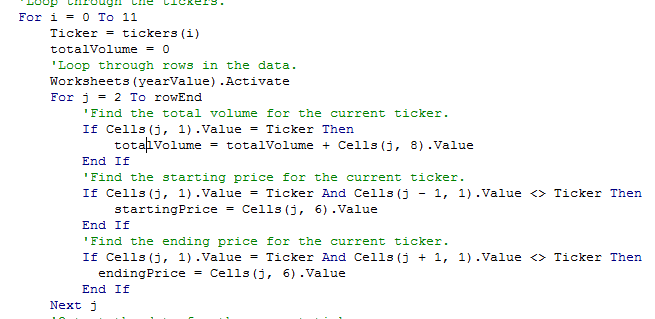 'Loop through the tickers.
For i = 0 To 11
Ticker = tickers(i)
totalVolume = 0
'Loop through rows in the data.
Worksheets(yearValue).Activate
For j = 2 To rowEnd
'Find the total volume for the current ticker.
If Cells(j, 1).Value = Ticker Then
totalVolume = totalVolume + Cells(j, 8).Value
End If
'Find the starting price for the current ticker.
If Cells(j, 1).Value = Ticker And Cells(j - 1, 1).Value <> Ticker Then
startingPrice = Cells(j, 6).Value
End If
'Find the ending price for the current ticker.
If Cells(j, 1).Value = Ticker And Cells(j + 1, 1).Value <> Ticker Then
endingPrice = Cells(j, 6).Value
End If
Next j